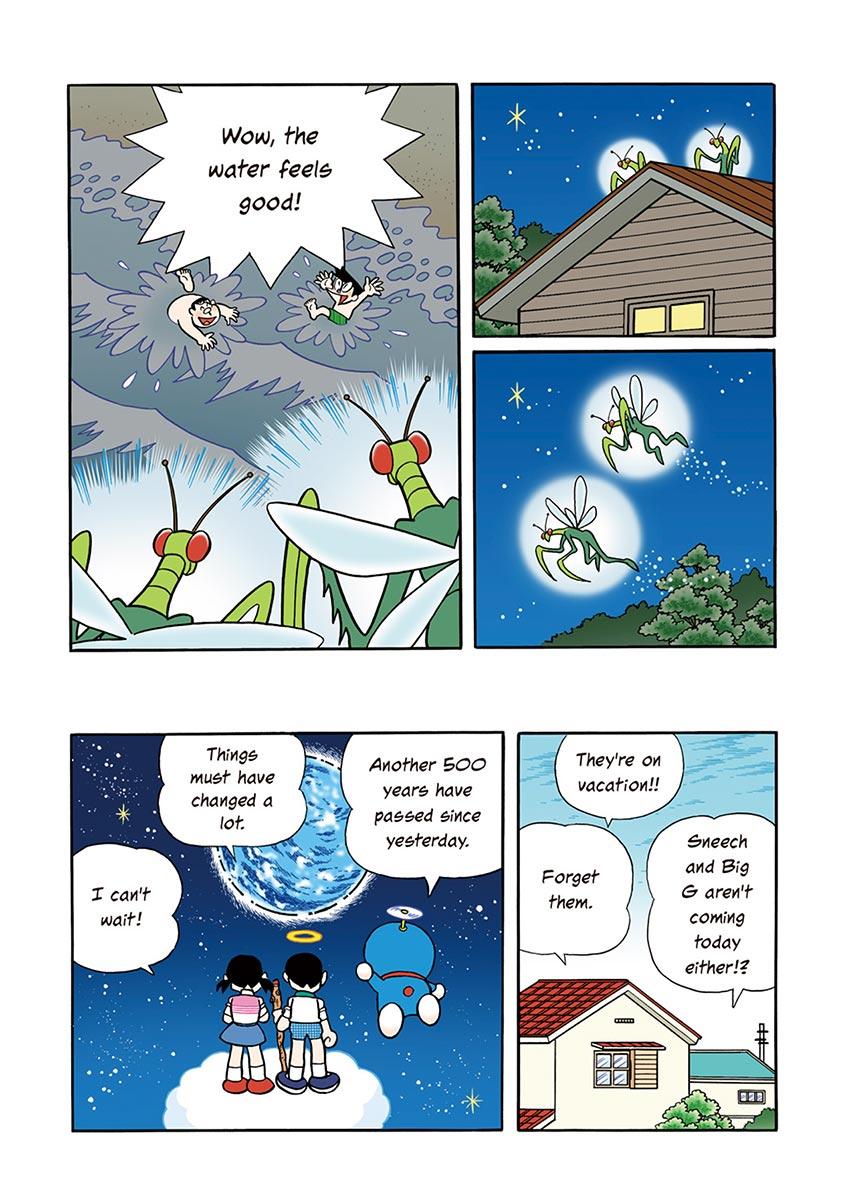 Wow, the
water feels
good!
Sneech
and Big
G aren't
coming
today
either!?
They're on
vacation!!
Forget
them.
Another 500
years have
passed since
yesterday.
Things
must have
changed a
lot.
I can't
wait!